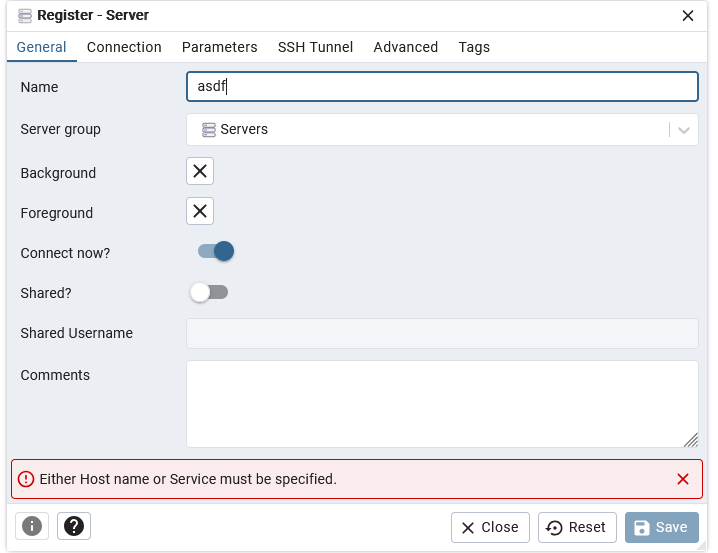 Register - Server
General Connection Parameters SSH Tunnel Advanced Tags
Name asdf
Server group Servers
Background
Foreground
Connect now?
Shared?
Shared Username
Comments
Either Host name or Service must be specified.
Close Reset Save